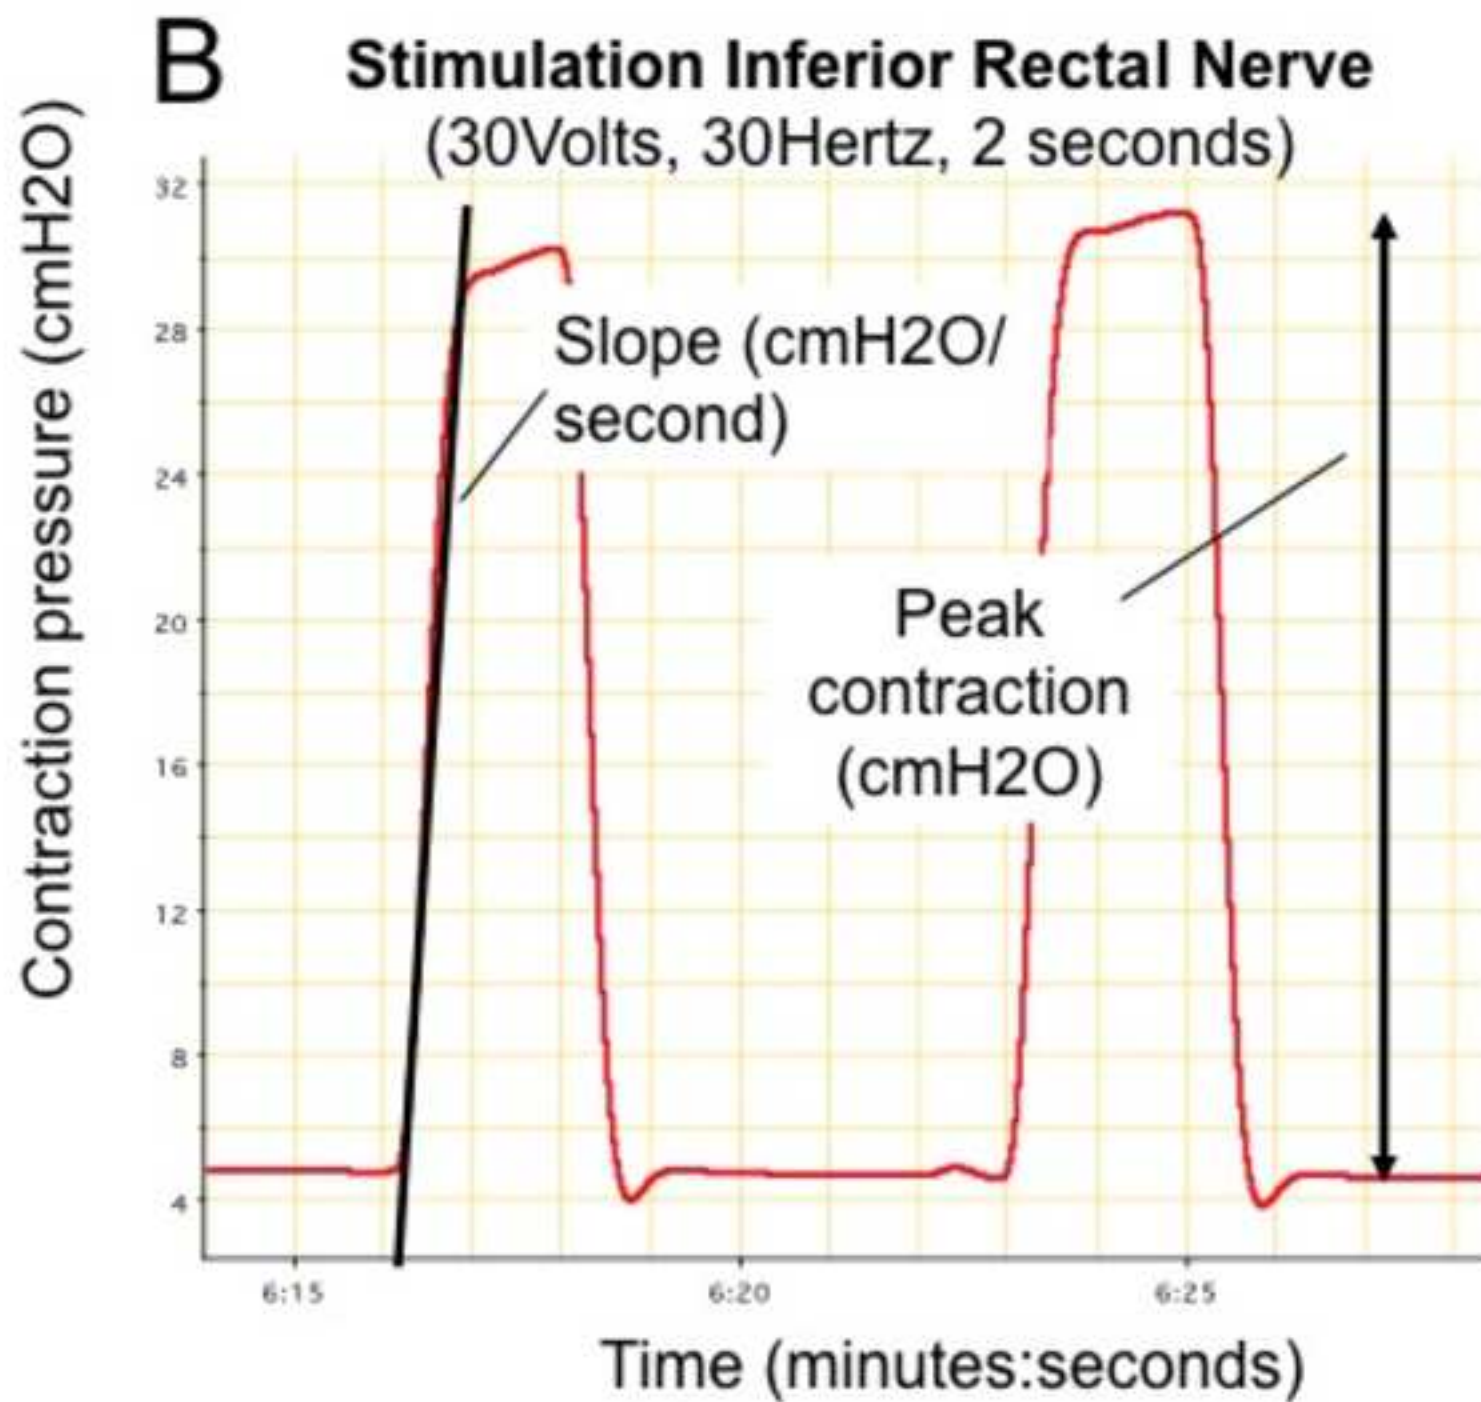 B
Stimulation Inferior Rectal Nerve
(30Volts, 30Hertz, 2 seconds)
Contraction pressure (cmH2O)
32
28
24
20
16
12
8
4
Slope (cmH2O/
second)
Peak
contraction
(cmH2O)
6:15
6:20
6:25
Time (minutes:seconds)